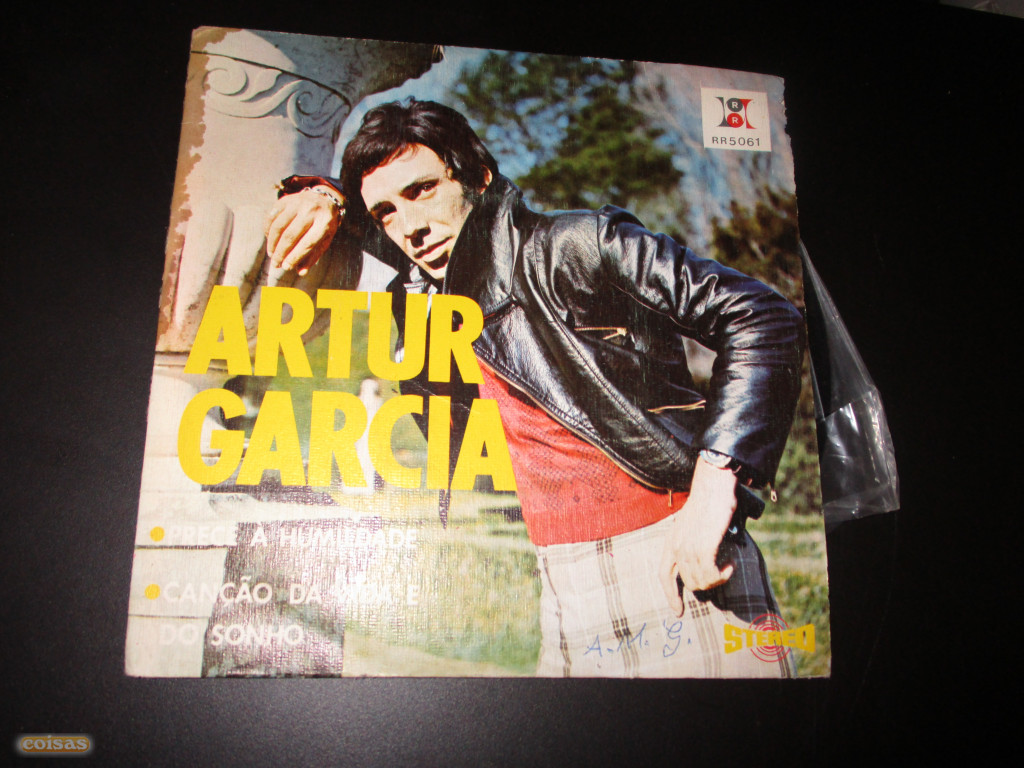 R
R
RR5061
ARTUR
GARCIA
PRECE À HUMILDADE
CANÇÃO DA VIDA E
DO SONHO
A. M. G.
STEREO
coisas